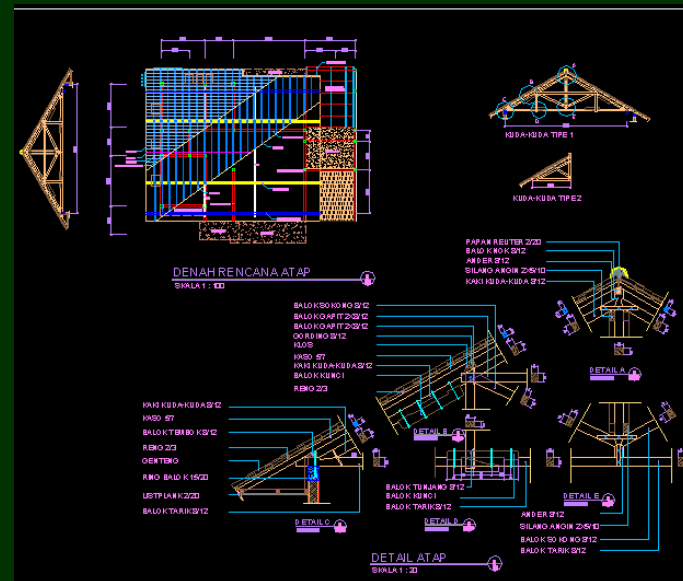 KUDA-KUDA TIPE 1
KUDA-KUDA TIPE 2
DENAH RENCANA ATAP
SKALA 1 : 100
PAPAN REUTER 2/20
BALOK NOK 8/12
ANDER 8/12
SILANG ANGIN 2X5/10
KAKI KUDA-KUDA 8/12
DETAIL A
BALOK SOKONG 8/12
BALOK GAPIT 2X8/12
BALOK GAPIT 2X8/12
GORDING 8/12
KLOS
KASO 5/7
KAKI KUDA-KUDA 8/12
BALOK KUNCI
RENG 2/3
DETAIL B
KAKI KUDA-KUDA 8/12
KASO 5/7
BALOK TEMBOK 8/12
RENG 2/3
GENTENG
RING BALOK 15/20
LISTPLANK 2/20
BALOK TARIK 8/12
DETAIL C
BALOK TUNJANG 8/12
BALOK KUNCI
BALOK TARIK 8/12
DETAIL D
DETAIL E
ANDER 8/12
SILANG ANGIN 2X5/10
BALOK SOKONG 8/12
BALOK TARIK 8/12
DETAIL ATAP
SKALA 1 : 20